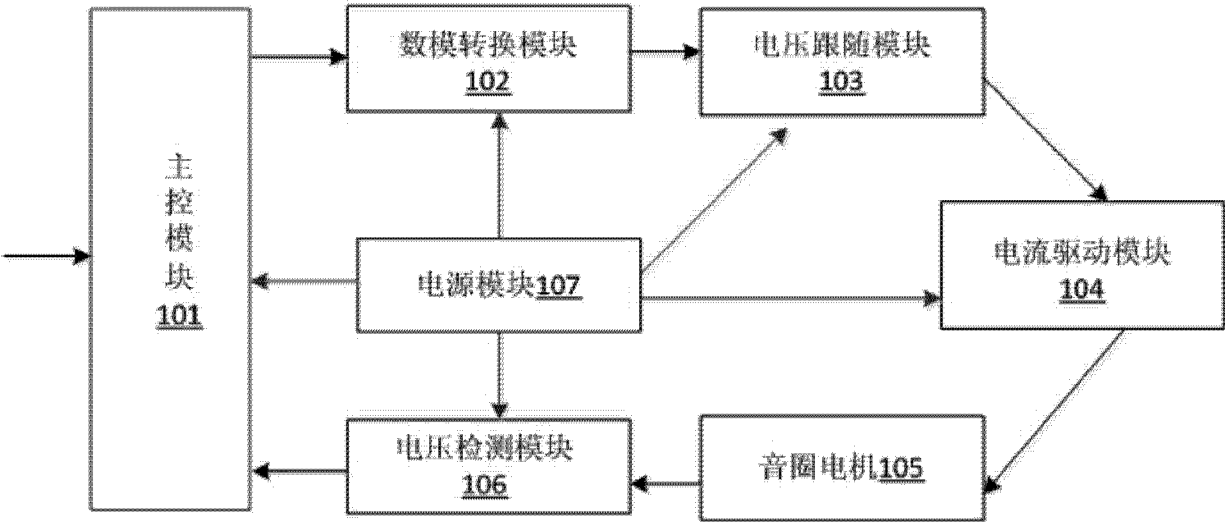 数模转换模块
102
电压跟随模块
103
主
控
模
块
101
电源模块107
电流驱动模块
104
电压检测模块
106
音圈电机105